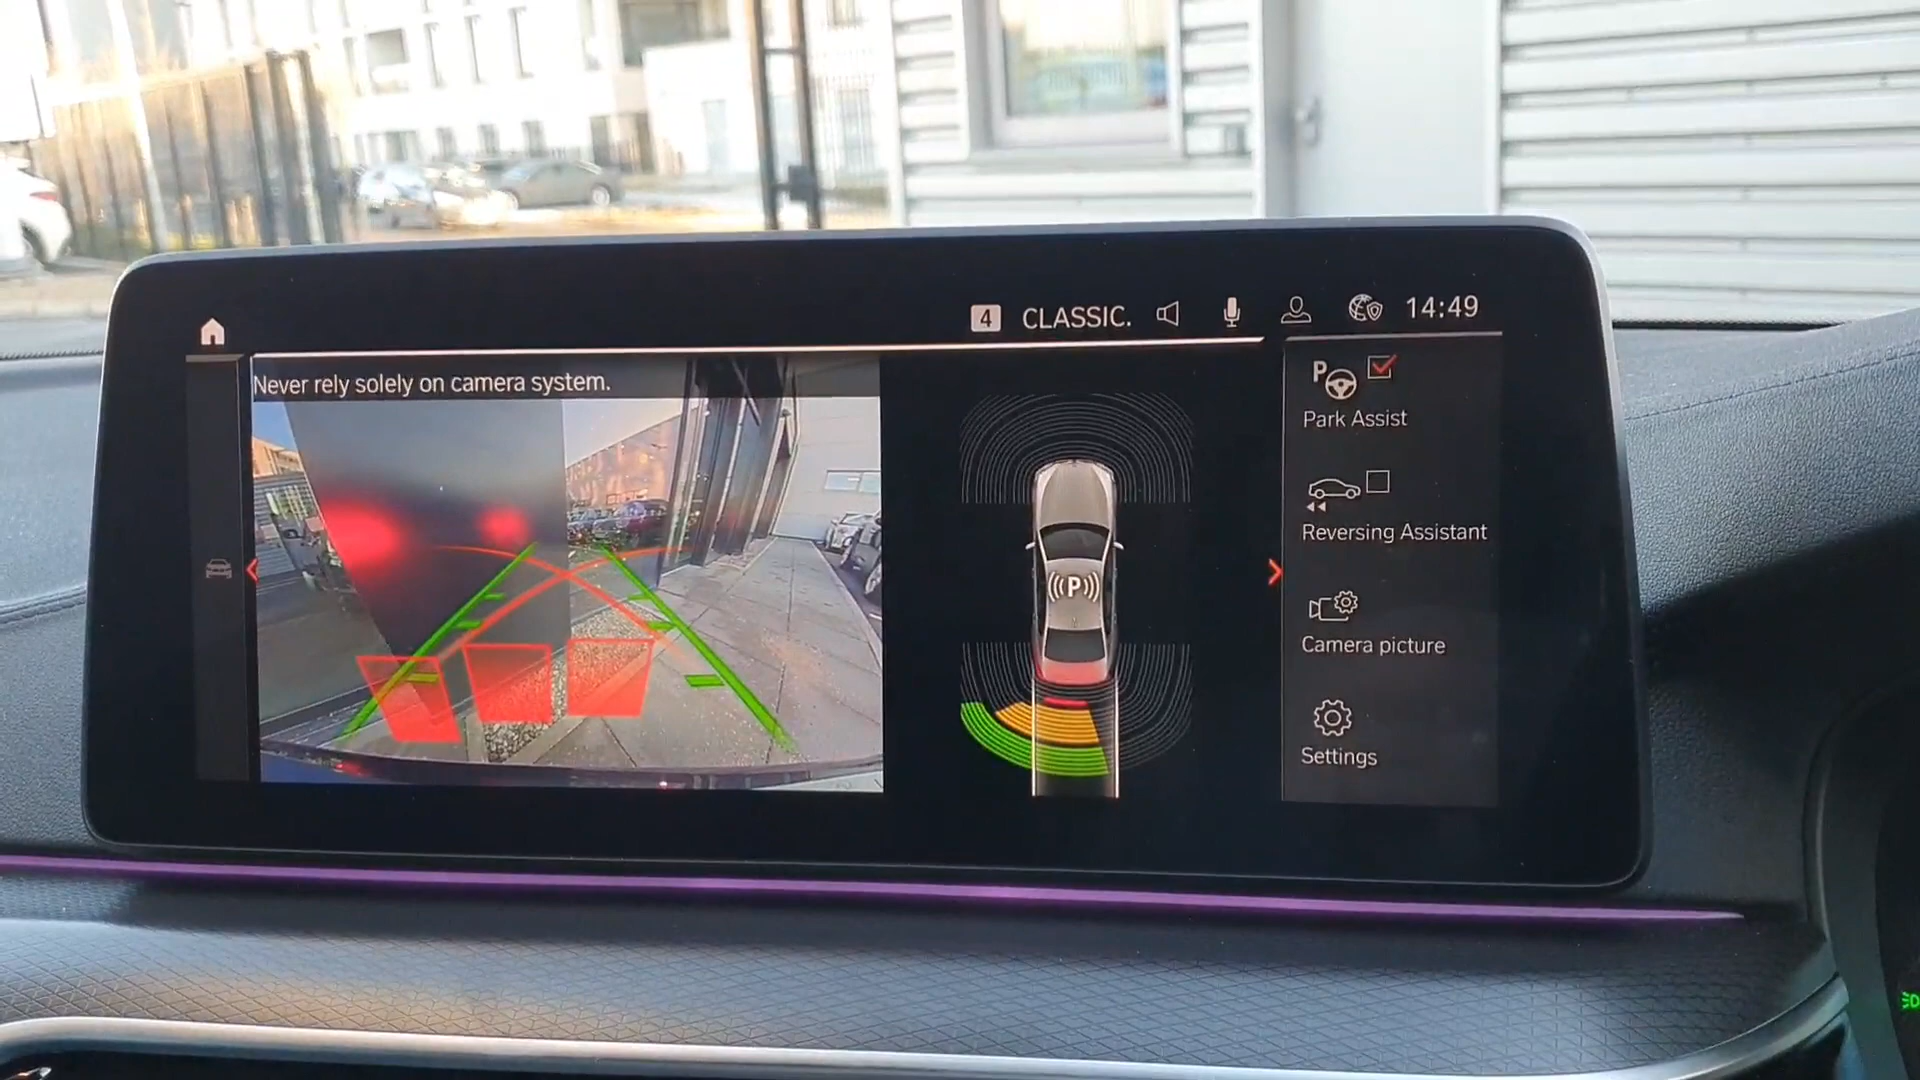 4 CLASSIC. 14:49
Never rely solely on camera system.
P
Park Assist
Reversing Assistant
P
Camera picture
Settings